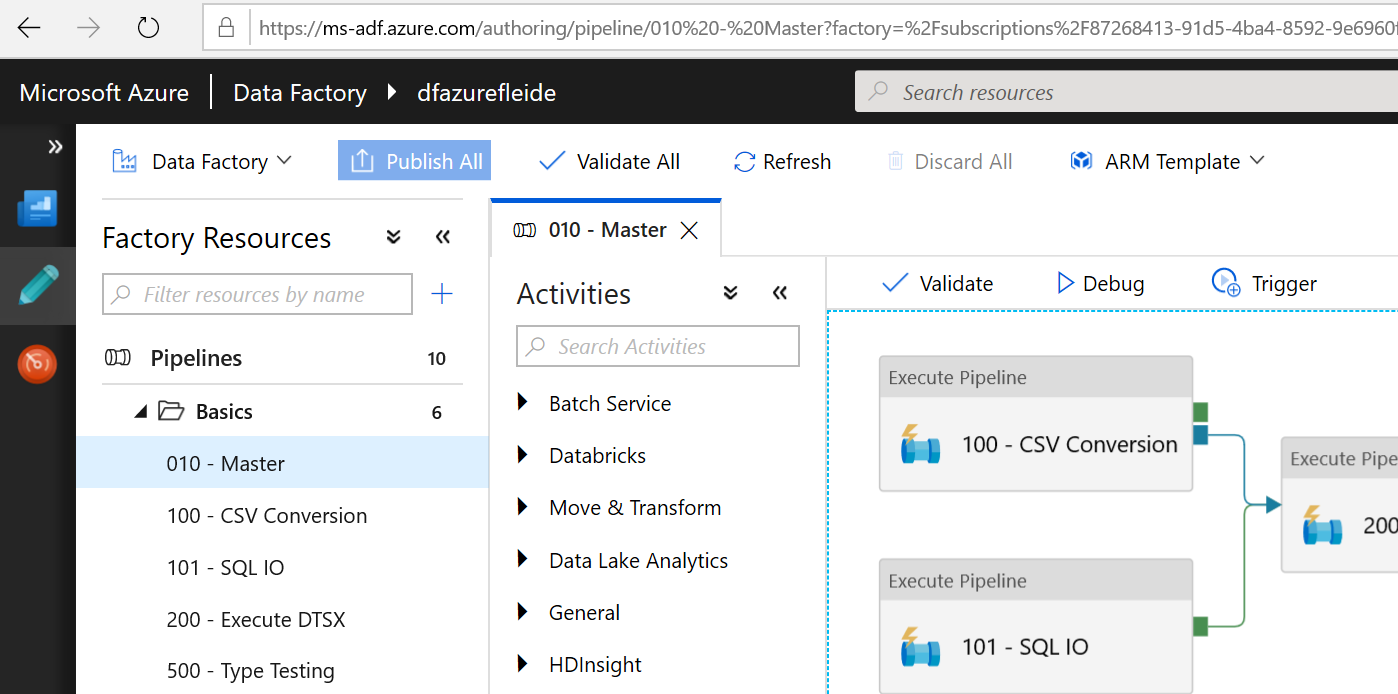 https://ms-adf.azure.com/authoring/pipeline/010%20-%20Master?factory=%2Fsubscriptions%2F87268413-91d5-4ba4-8592-9e6960
Microsoft Azure Data Factory dfazurefleide Search resources
Data Factory Publish All Validate All Refresh Discard All ARM Template
Factory Resources
Filter resources by name
Pipelines 10
Basics 6
010 - Master
100 - CSV Conversion
101 - SQL IO
200 - Execute DTSX
500 - Type Testing
010 - Master
Activities
Search Activities
Batch Service
Databricks
Move & Transform
Data Lake Analytics
General
HDInsight
Validate Debug Trigger
Execute Pipeline
100 - CSV Conversion
Execute Pipe
200
Execute Pipeline
101 - SQL IO